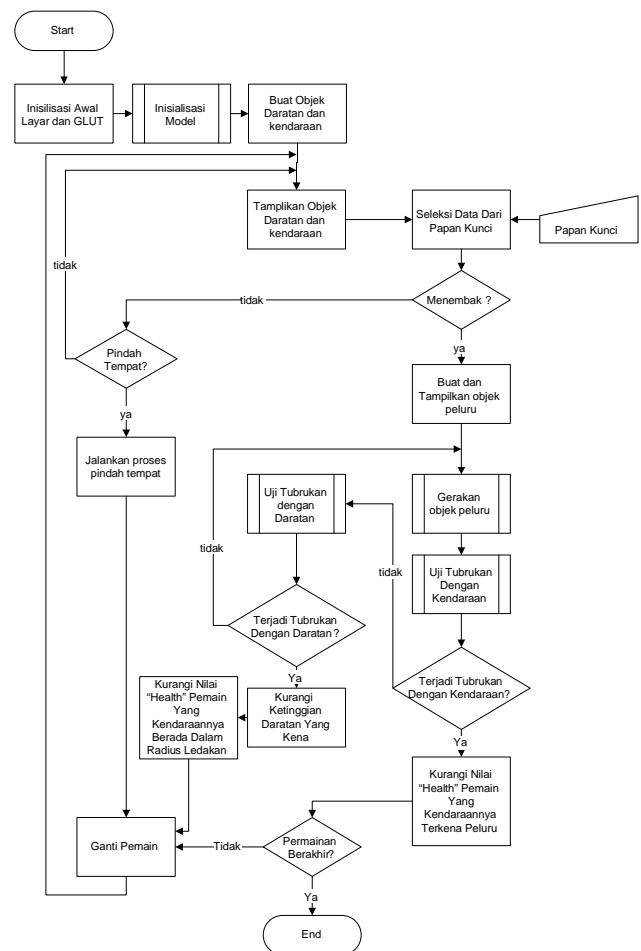 Start
Inisilisasi Awal
Layar dan GLUT
Inisialisasi
Model
Buat Objek
Daratan dan
kendaraan
Tamplikan Objek
Daratan dan
kendaraan
Seleksi Data Dari
Papan Kunci
Papan Kunci
tidak
tidak
Menembak ?
Pindah
Tempat?
ya
ya
Buat dan
Tampilkan objek
peluru
Jalankan proses
pindah tempat
Uji Tubrukan
dengan
Daratan
Gerakan
objek peluru
tidak
tidak
Uji Tubrukan
Dengan
Kendaraan
Terjadi Tubrukan
Dengan Daratan ?
Terjadi Tubrukan
Dengan Kendaraan?
Ya
Kurangi Nilai
“Health” Pemain
Yang
Kendaraannya
Berada Dalam
Radius Ledakan
Kurangi
Ketinggian
Daratan Yang
Kena
Ya
Kurangi Nilai
“Health” Pemain
Yang
Kendaraannya
Terkena Peluru
Ganti Pemain
Tidak
Permainan
Berakhir?
Ya
End